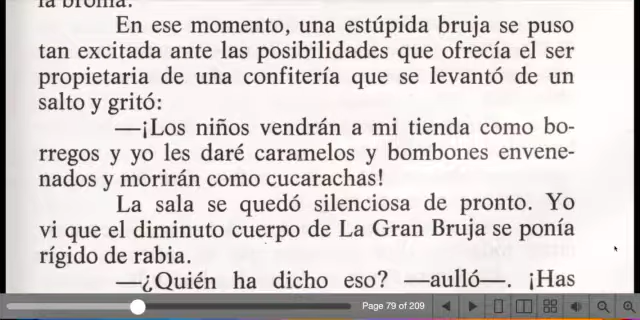 la broma.
En ese momento, una estúpida bruja se puso
tan excitada ante las posibilidades que ofrecía el ser
propietaria de una confitería que se levantó de un
salto y gritó:
—¡Los niños vendrán a mi tienda como bo-
rregos y yo les daré caramelos y bombones envene-
nados y morirán como cucarachas!
La sala se quedó silenciosa de pronto. Yo
vi que el diminuto cuerpo de La Gran Bruja se ponía
rígido de rabia.
—¿Quién ha dicho eso? —aulló—. ¡Has
Page 79 of 209